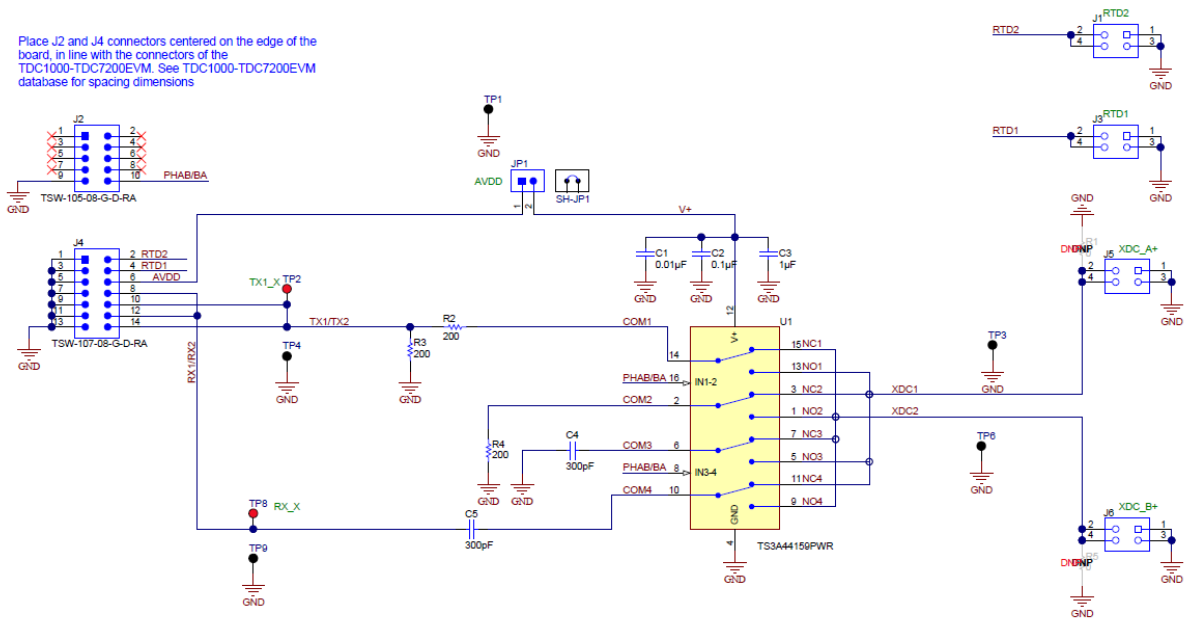 Place J2 and J4 connectors centered on the edge of the
board, in line with the connectors of the
TDC1000-TDC7200EVM. See TDC1000-TDC7200EVM
database for spacing dimensions
J2
1 2
3 4
5 6
7 8
9 10 PHAB/BA
GND
TSW-105-08-G-D-RA
TP1
GND
JP1
AVDD
1 2
SH-JP1
V+
RTD2
J1 RTD2
2 1
4 3
GND
RTD1
J3 RTD1
2 1
4 3
GND
J4
1 2 RTD2
3 4 RTD1
5 6 AVDD
7 8
9 10
11 12
13 14
GND
TSW-107-08-G-D-RA
RX1/RX2
TX1_X TP2
TX1/TX2
TP4
GND
R3
200
GND
R2
200
C1
0.01µF
GND
C2
0.1µF
GND
C3
1µF
GND
COM1
PHAB/BA
COM2
R4
200
GND
C4
300pF
GND
COM3
PHAB/BA
COM4
C5
300pF
TP8 RX_X
TP9
GND
U1
12
V+
14
16 IN1-2
2
6
8 IN3-4
10
15 NC1
13 NO1
3 NC2
1 NO2
7 NC3
5 NO3
11 NC4
9 NO4
GND
4
GND
TS3A44159PWR
XDC1
XDC2
TP3
GND
TP6
GND
GND
R1
DNP
J5 XDC_A+
2 1
4 3
GND
J6 XDC_B+
2 1
4 3
GND
R5
DNP
GND